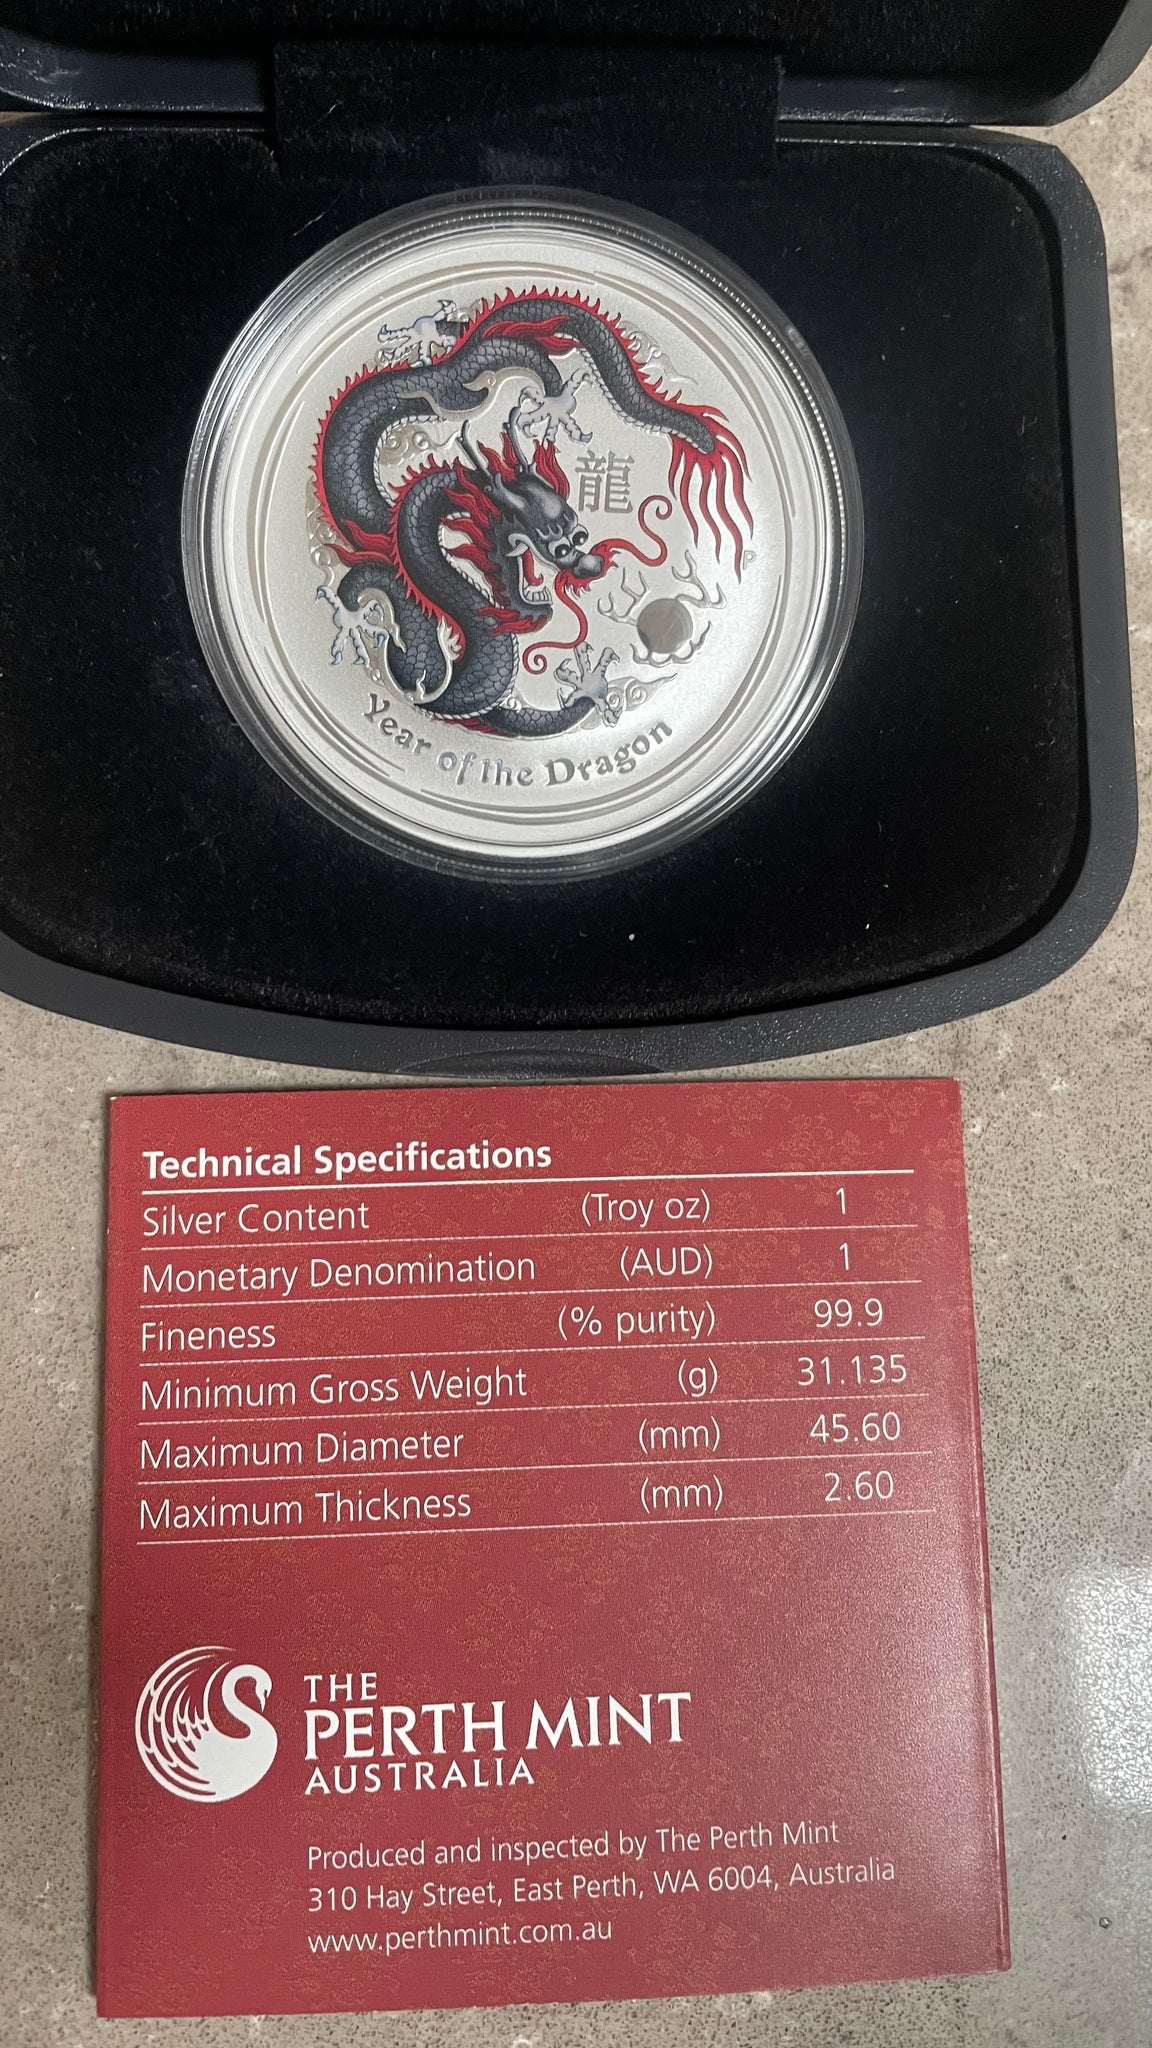 龍
P
Year of the Dragon
Technical Specifications
Silver Content (Troy oz) 1
Monetary Denomination (AUD) 1
Fineness (% purity) 99.9
Minimum Gross Weight (g) 31.135
Maximum Diameter (mm) 45.60
Maximum Thickness (mm) 2.60
THE
PERTH MINT
AUSTRALIA
Produced and inspected by The Perth Mint
310 Hay Street, East Perth, WA 6004, Australia
www.perthmint.com.au